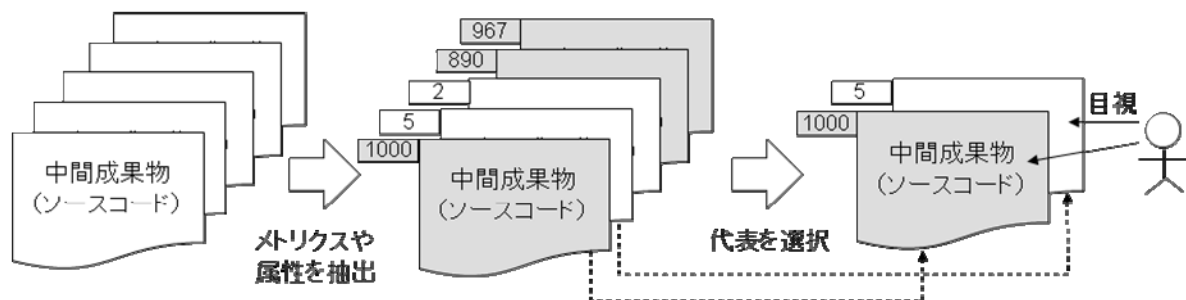 中間成果物
(ソースコード)
メトリクスや
属性を抽出
967
890
2
5
1000
中間成果物
(ソースコード)
代表を選択
5
1000
中間成果物
(ソースコード)
目視